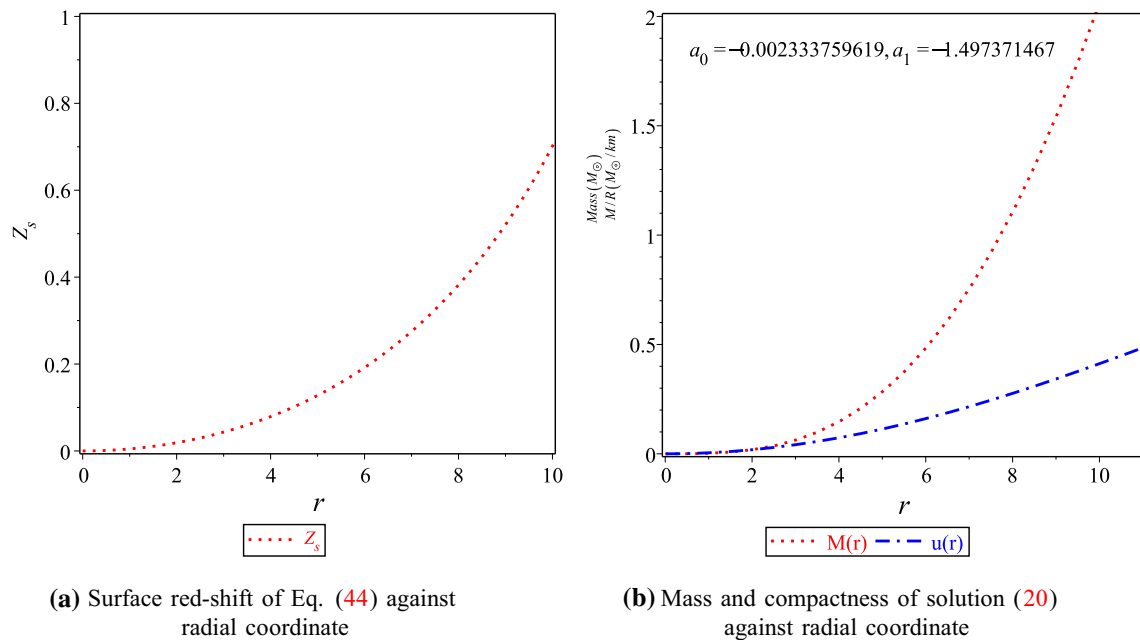 1
0.8
0.6
Z_s
0.4
0.2
0
0 2 4 6 8 10
r
Z_s
(a) Surface red-shift of Eq. (44) against
radial coordinate
2
a_0 = −0.002333759619, a_1 = −1.497371467
1.5
Mass (M_⊙)
M/R (M_⊙/km)
1
0.5
0
0 2 4 6 8 10
r
M(r) u(r)
(b) Mass and compactness of solution (20)
against radial coordinate